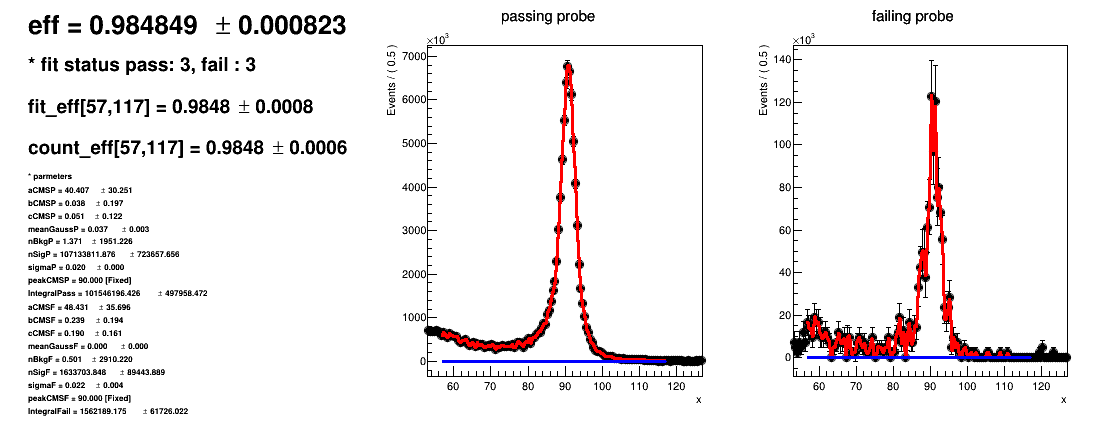 eff = 0.984849 ± 0.000823
* fit status pass: 3, fail : 3
fit_eff[57,117] = 0.9848 ± 0.0008
count_eff[57,117] = 0.9848 ± 0.0006
* parmeters
aCMSP = 40.407 ± 30.251
bCMSP = 0.038 ± 0.197
cCMSP = 0.051 ± 0.122
meanGaussP = 0.037 ± 0.003
nBkgP = 1.371 ± 1951.226
nSigP = 107133811.876 ± 723657.656
sigmaP = 0.020 ± 0.000
peakCMSP = 90.000 [Fixed]
IntegralPass = 101546196.426 ± 497958.472
aCMSF = 48.431 ± 35.696
bCMSF = 0.239 ± 0.194
cCMSF = 0.190 ± 0.161
meanGaussF = 0.000 ± 0.000
nBkgF = 0.501 ± 2910.220
nSigF = 1633703.848 ± 89443.889
sigmaF = 0.022 ± 0.004
peakCMSF = 90.000 [Fixed]
IntegralFail = 1562189.175 ± 61726.022
passing probe
×10³
Events / ( 0.5 )
7000
6000
5000
4000
3000
2000
1000
0
60 70 80 90 100 110 120
x
failing probe
×10³
Events / ( 0.5 )
140
120
100
80
60
40
20
0
60 70 80 90 100 110 120
x